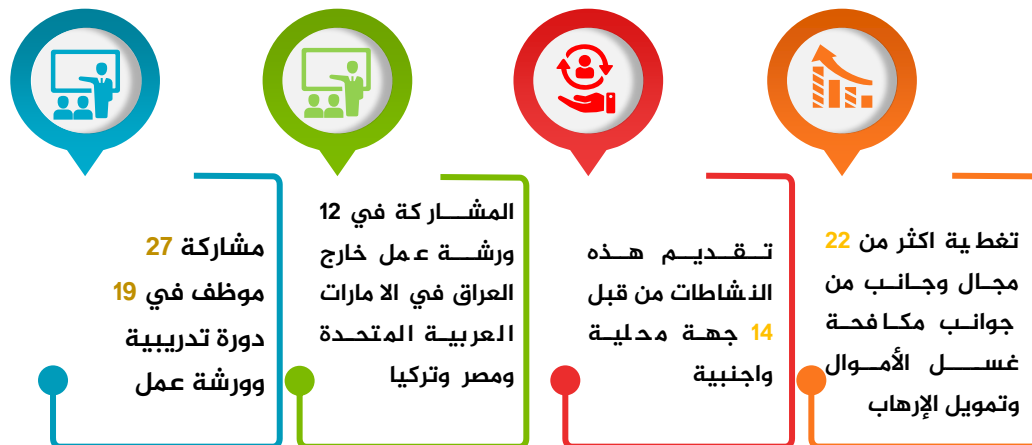 تغطية اكثر من 22
مجال وجانب من
جوانب مكافحة
غسل الأموال
وتمويل الإرهاب
تقديم هذه
النشاطات من قبل
14 جهة محلية
واجنبية
المشاركة في 12
ورشة عمل خارج
العراق في الامارات
العربية المتحدة
ومصر وتركيا
مشاركة 27
موظف في 19
دورة تدريبية
وورشة عمل